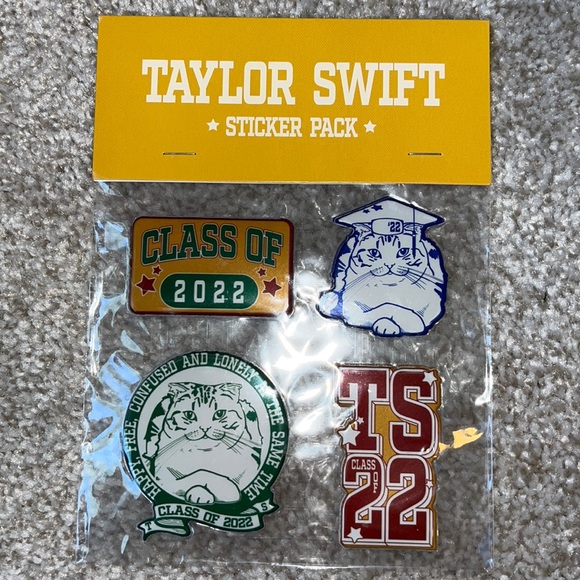 TAYLOR SWIFT
★ STICKER PACK ★
CLASS OF
2022
'22
HAPPY, FREE, CONFUSED AND LONELY AT THE SAME TIME
T CLASS OF 2022 S
TS
CLASS OF
22